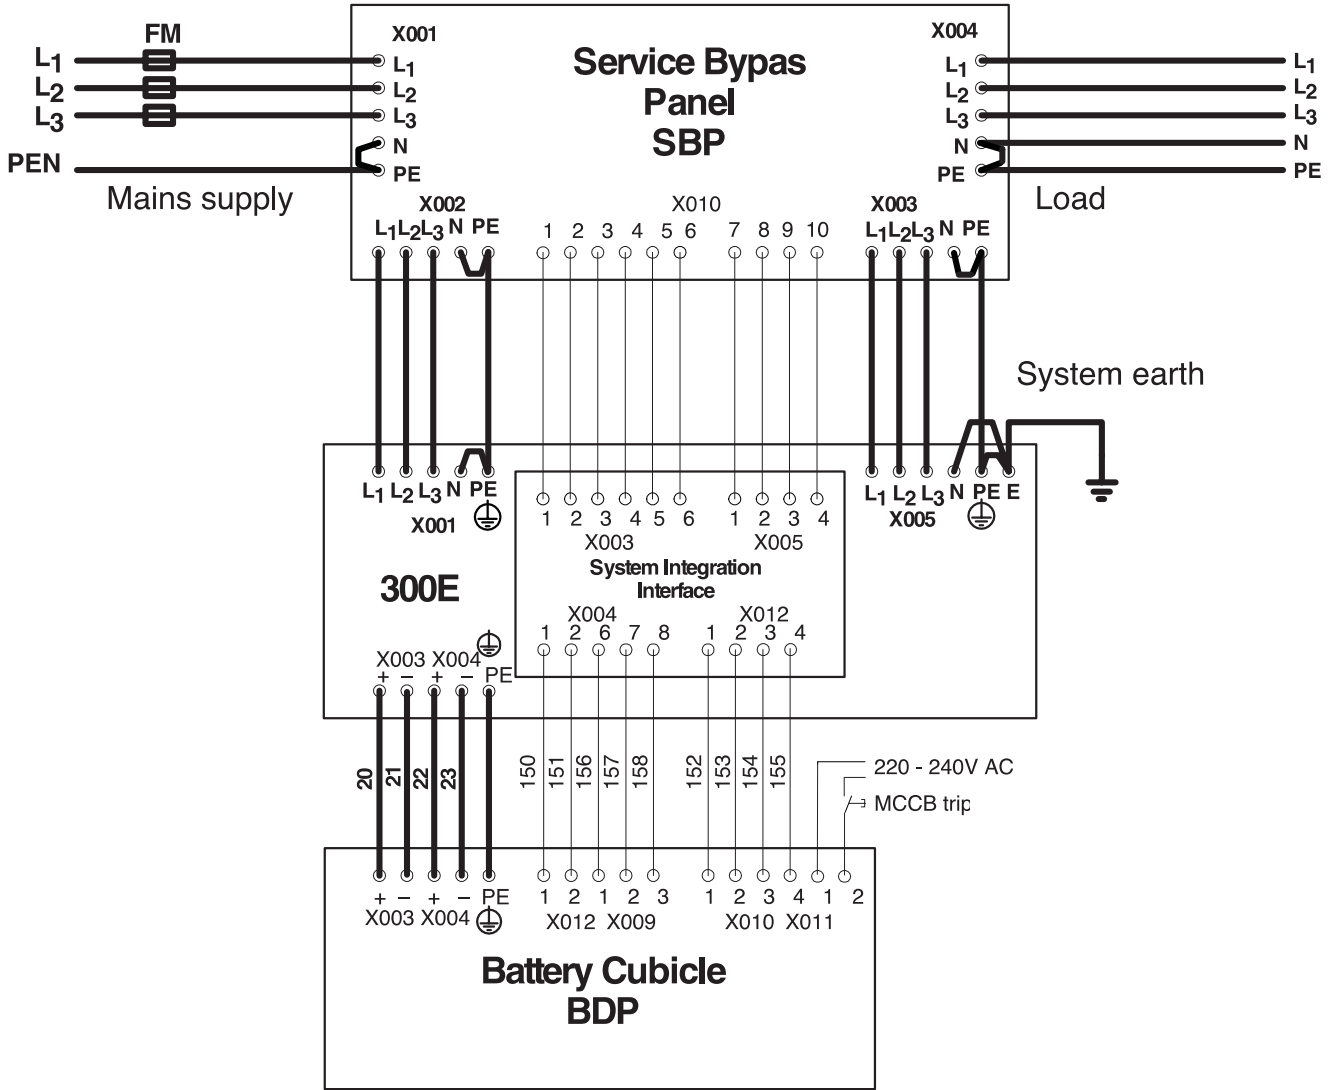 FM
X001
X004
L1
L1
Service Bypas
L1
L1
L2
L2
Panel
L2
L2
L3
L3
SBP
L3
L3
N
N
N
PEN
PE
PE
PE
Mains supply
Load
X002
X010
X003
L1 L2 L3 N PE
1 2 3 4 5 6 7 8 9 10
L1 L2 L3 N PE
System earth
L1 L2 L3 N PE
X001
L1 L2 L3 N PE E
X005
1 2 3 4 5 6 1 2 3 4
X003 X005
System Integration
Interface
300E
X004 X012
1 2 6 7 8 1 2 3 4
X003 X004
+ − + − PE
20 21 22 23
150 151 156 157 158 152 153 154 155
220 - 240V AC
MCCB trip
+ − + − PE
X003 X004
1 2 1 2 3 1 2 3 4 1 2
X012 X009 X010 X011
Battery Cubicle
BDP